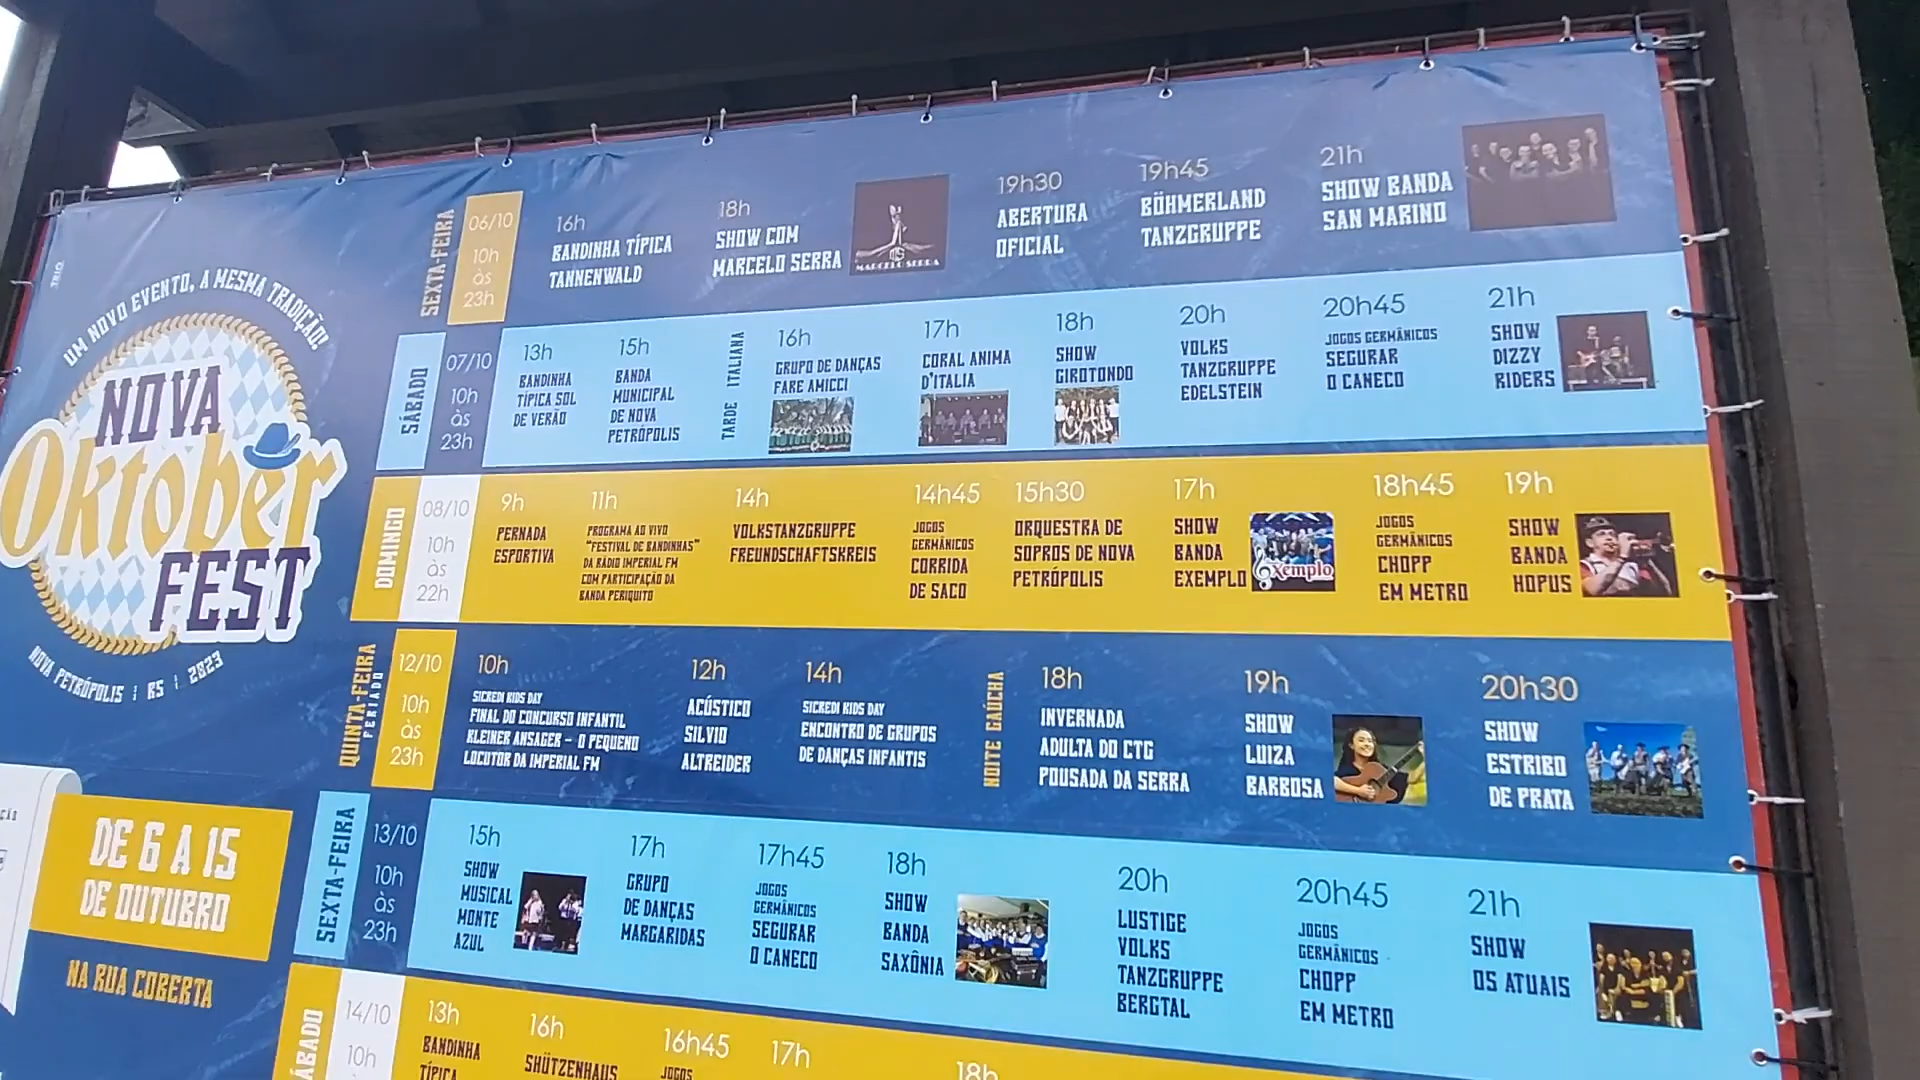 TRIO
UM NOVO EVENTO, A MESMA TRADIÇÃO!
NOVA
Oktober
FEST
NOVA PETRÓPOLIS | RS | 2023
DE 6 A 15
DE OUTUBRO
NA RUA COBERTA
SEXTA-FEIRA
06/10
10h
às
23h
16h
BANDINHA TÍPICA
TANNENWALD
18h
SHOW COM
MARCELO SERRA
MS
MARCELO SERRA
19h30
ABERTURA
OFICIAL
19h45
BÖHMERLAND
TANZGRUPPE
21h
SHOW BANDA
SAN MARINO
SÁBADO
07/10
10h
às
23h
13h
BANDINHA
TÍPICA SOL
DE VERÃO
15h
BANDA
MUNICIPAL
DE NOVA
PETRÓPOLIS
TARDE ITALIANA
16h
GRUPO DE DANÇAS
FARE AMICCI
17h
CORAL ANIMA
D'ITALIA
18h
SHOW
GIROTONDO
20h
VOLKS
TANZGRUPPE
EDELSTEIN
20h45
JOGOS GERMÂNICOS
SEGURAR
O CANECO
21h
SHOW
DIZZY
RIDERS
DOMINGO
08/10
10h
às
22h
9h
PERNADA
ESPORTIVA
11h
PROGRAMA AO VIVO
"FESTIVAL DE BANDINHAS"
DA RÁDIO IMPERIAL FM
COM PARTICIPAÇÃO DA
BANDA PERIQUITO
14h
VOLKSTANZGRUPPE
FREUNDSCHAFTSKREIS
14h45
JOGOS
GERMÂNICOS
CORRIDA
DE SACO
15h30
ORQUESTRA DE
SOPROS DE NOVA
PETRÓPOLIS
17h
SHOW
BANDA
EXEMPLO
Xemplo
18h45
JOGOS
GERMÂNICOS
CHOPP
EM METRO
19h
SHOW
BANDA
HOPUS
QUINTA-FEIRA
FERIADO
12/10
10h
às
23h
10h
SICREDI KIDS DAY
FINAL DO CONCURSO INFANTIL
KLEINER ANSAGER - O PEQUENO
LOCUTOR DA IMPERIAL FM
12h
ACÚSTICO
SILVIO
ALTREIDER
14h
SICREDI KIDS DAY
ENCONTRO DE GRUPOS
DE DANÇAS INFANTIS
NOITE GAÚCHA
18h
INVERNADA
ADULTA DO CTG
POUSADA DA SERRA
19h
SHOW
LUIZA
BARBOSA
20h30
SHOW
ESTRIBO
DE PRATA
SEXTA-FEIRA
13/10
10h
às
23h
15h
SHOW
MUSICAL
MONTE
AZUL
17h
GRUPO
DE DANÇAS
MARGARIDAS
17h45
JOGOS
GERMÂNICOS
SEGURAR
O CANECO
18h
SHOW
BANDA
SAXÔNIA
20h
LUSTIGE
VOLKS
TANZGRUPPE
BERGTAL
20h45
JOGOS
GERMÂNICOS
CHOPP
EM METRO
21h
SHOW
OS ATUAIS
ÁBADO
14/10
10h
13h
BANDINHA
TÍPICA
16h
SHÜTZENHAUS
16h45
JOGOS
17h
18h